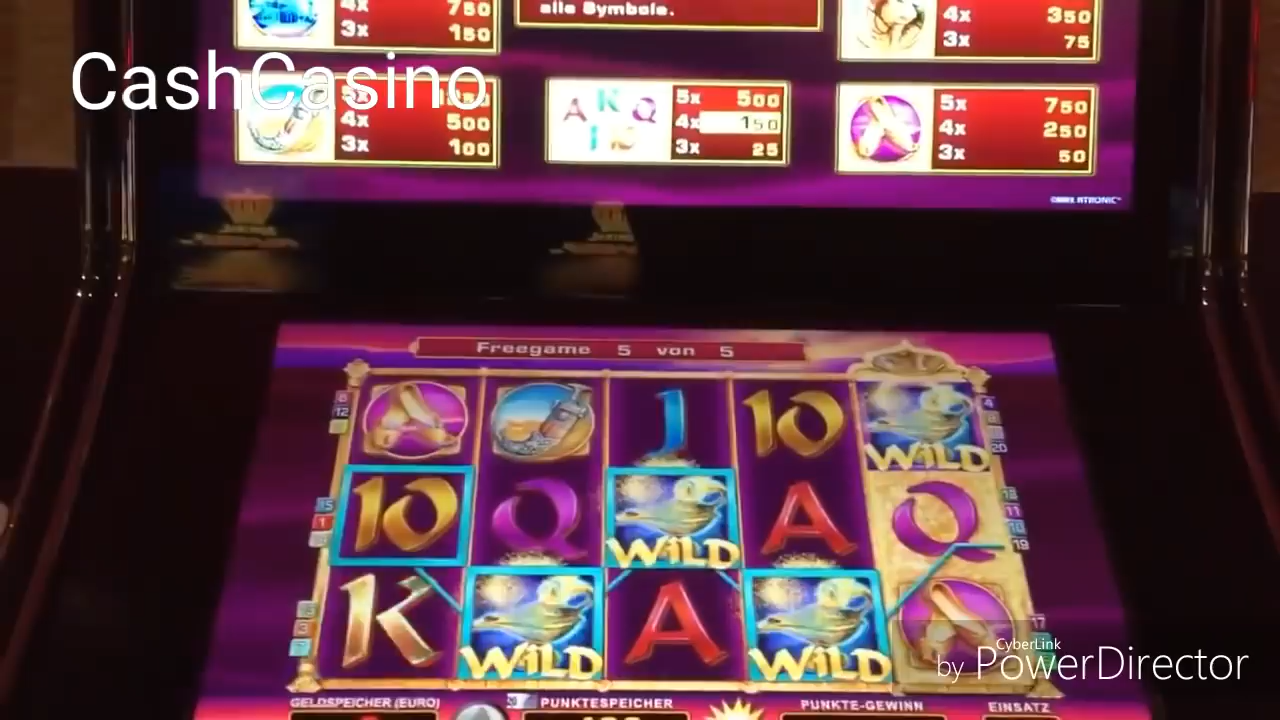 4x 750
3x 150
alle Symbole.
4x 350
3x 75
CashCasino
5x
4x 500
3x 100
A K Q
J 10
5x 500
4x 150
3x 25
5x 750
4x 250
3x 50
Freegame 5 von 5
J 10 WILD
10 Q WILD A Q
K WILD A WILD
CyberLink
by PowerDirector
GELDSPEICHER (EURO) PUNKTESPEICHER PUNKTE-GEWINN EINSATZ